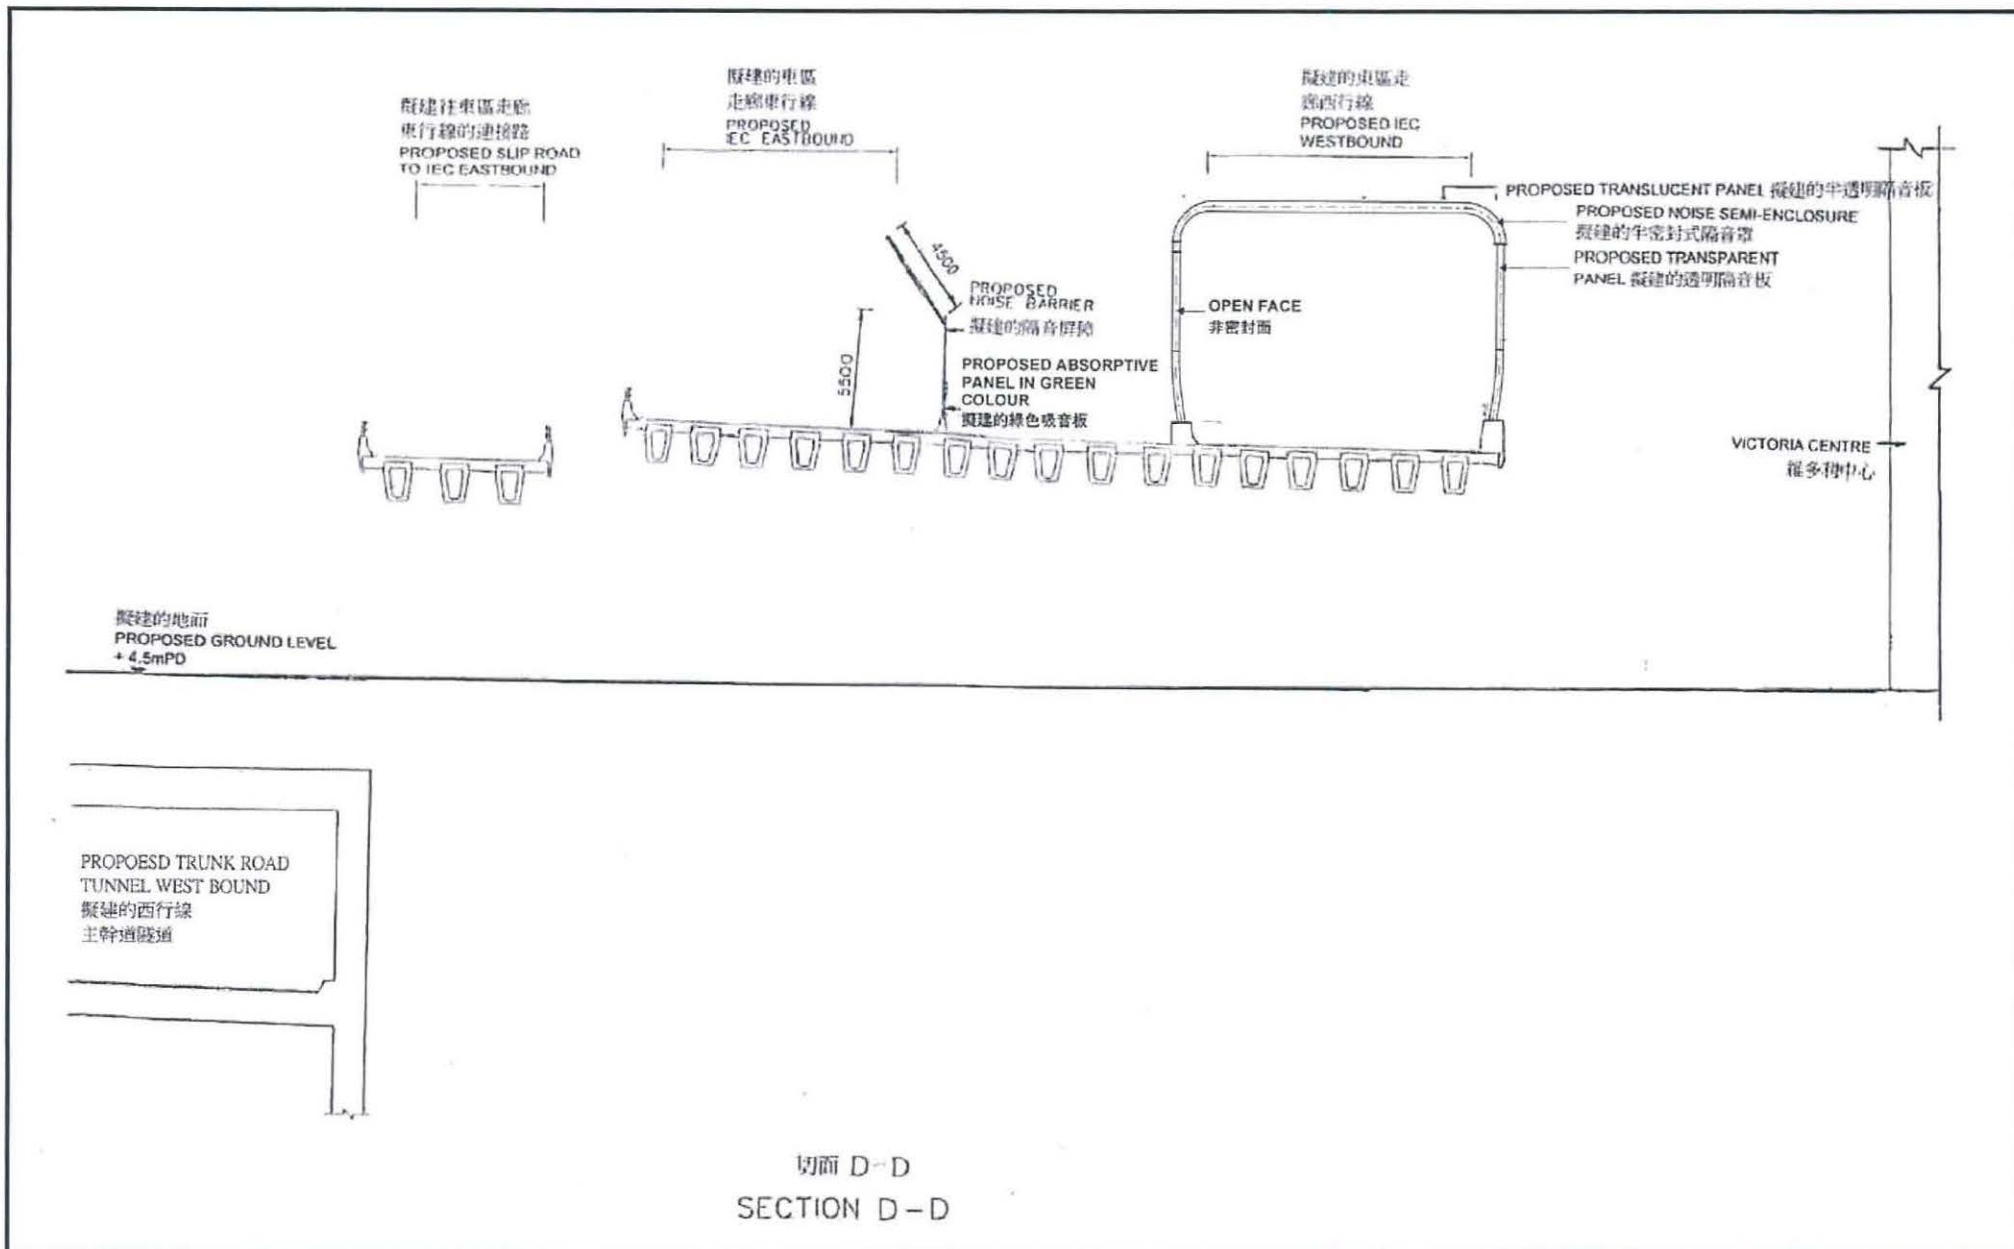 擬建往東區走廊
東行線的連接路
PROPOSED SLIP ROAD
TO IEC EASTBOUND
擬建的東區
走廊東行線
PROPOSED
IEC EASTBOUND
擬建的東區走
廊西行線
PROPOSED IEC
WESTBOUND
PROPOSED TRANSLUCENT PANEL 擬建的半透明隔音板
PROPOSED NOISE SEMI-ENCLOSURE
擬建的半密封式隔音罩
PROPOSED TRANSPARENT
PANEL 擬建的透明隔音板
4500
PROPOSED
NOISE BARRIER
擬建的隔音屏障
OPEN FACE
非密封面
5500
PROPOSED ABSORPTIVE
PANEL IN GREEN
COLOUR
擬建的綠色吸音板
VICTORIA CENTRE
維多利中心
擬建的地面
PROPOSED GROUND LEVEL
+ 4.5mPD
PROPOESD TRUNK ROAD
TUNNEL WEST BOUND
擬建的西行線
主幹道隧道
切面 D-D
SECTION D-D